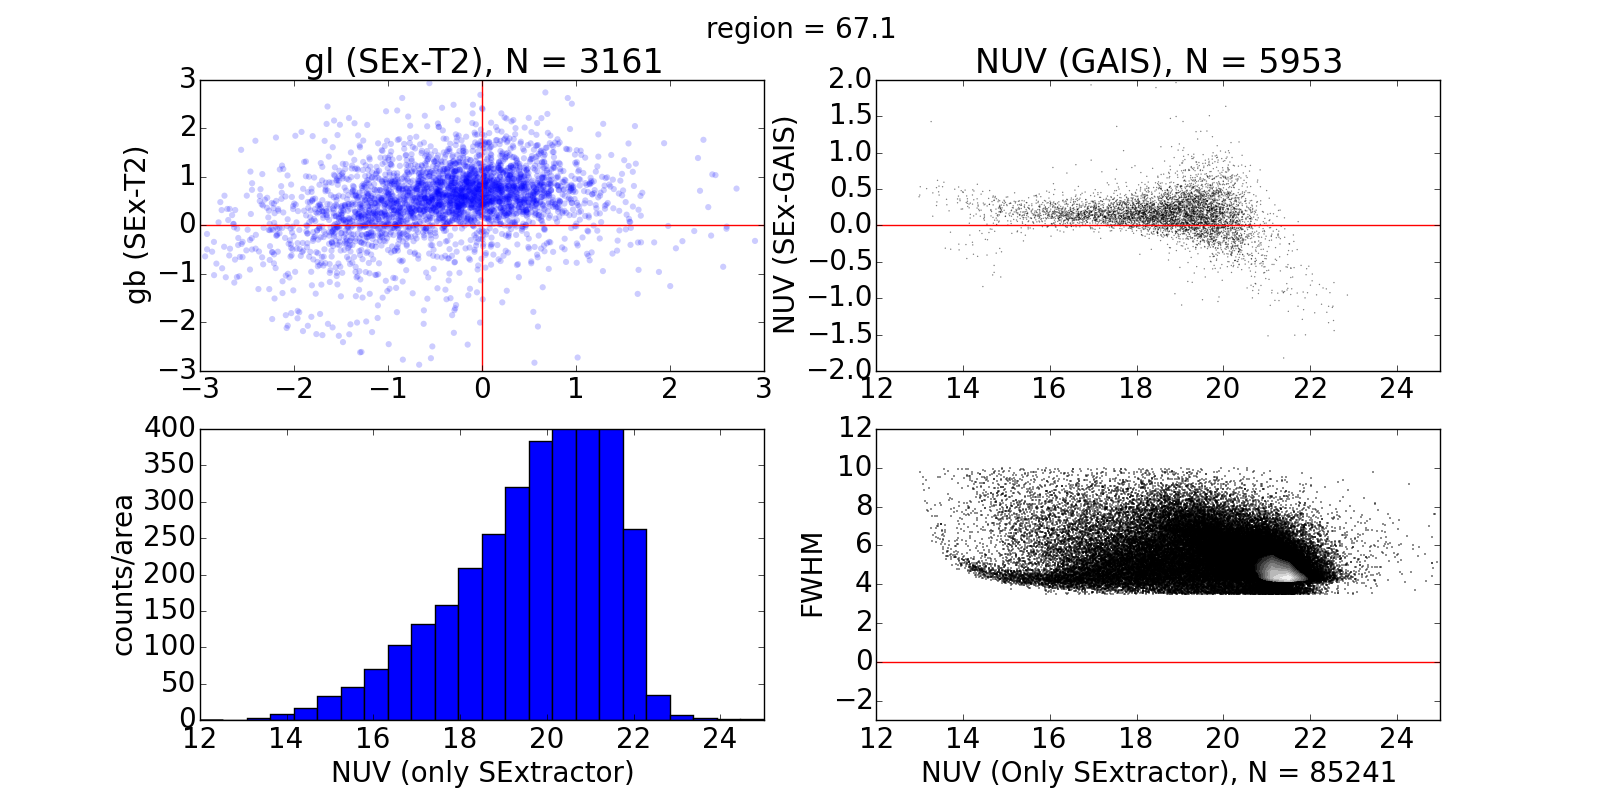 region = 67.1
gl (SEx-T2), N = 3161
NUV (GAIS), N = 5953
gb (SEx-T2)
3
2
1
0
−1
−2
−3
−3 −2 −1 0 1 2 3
NUV (SEx-GAIS)
2.0
1.5
1.0
0.5
0.0
−0.5
−1.0
−1.5
−2.0
12 14 16 18 20 22 24
counts/area
400
350
300
250
200
150
100
50
0
12 14 16 18 20 22 24
NUV (only SExtractor)
FWHM
12
10
8
6
4
2
0
−2
12 14 16 18 20 22 24
NUV (Only SExtractor), N = 85241